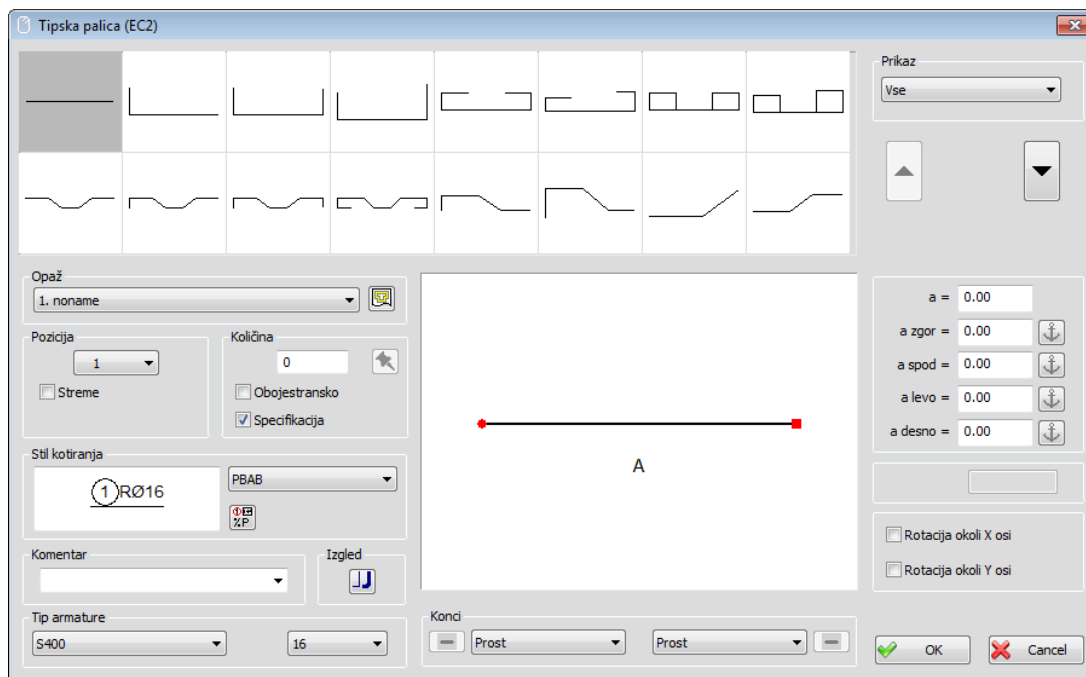 Tipska palica (EC2)
Prikaz
Vse
Opaž
1. noname
Pozicija
1
Streme
Količina
0
Obojestransko
Specifikacija
Stil kotiranja
1 RØ16
PBAB
%P
Komentar
Izgled
Tip armature
S400
16
A
Konci
Prost
Prost
a = 0.00
a zgor = 0.00
a spod = 0.00
a levo = 0.00
a desno = 0.00
Rotacija okoli X osi
Rotacija okoli Y osi
OK
Cancel